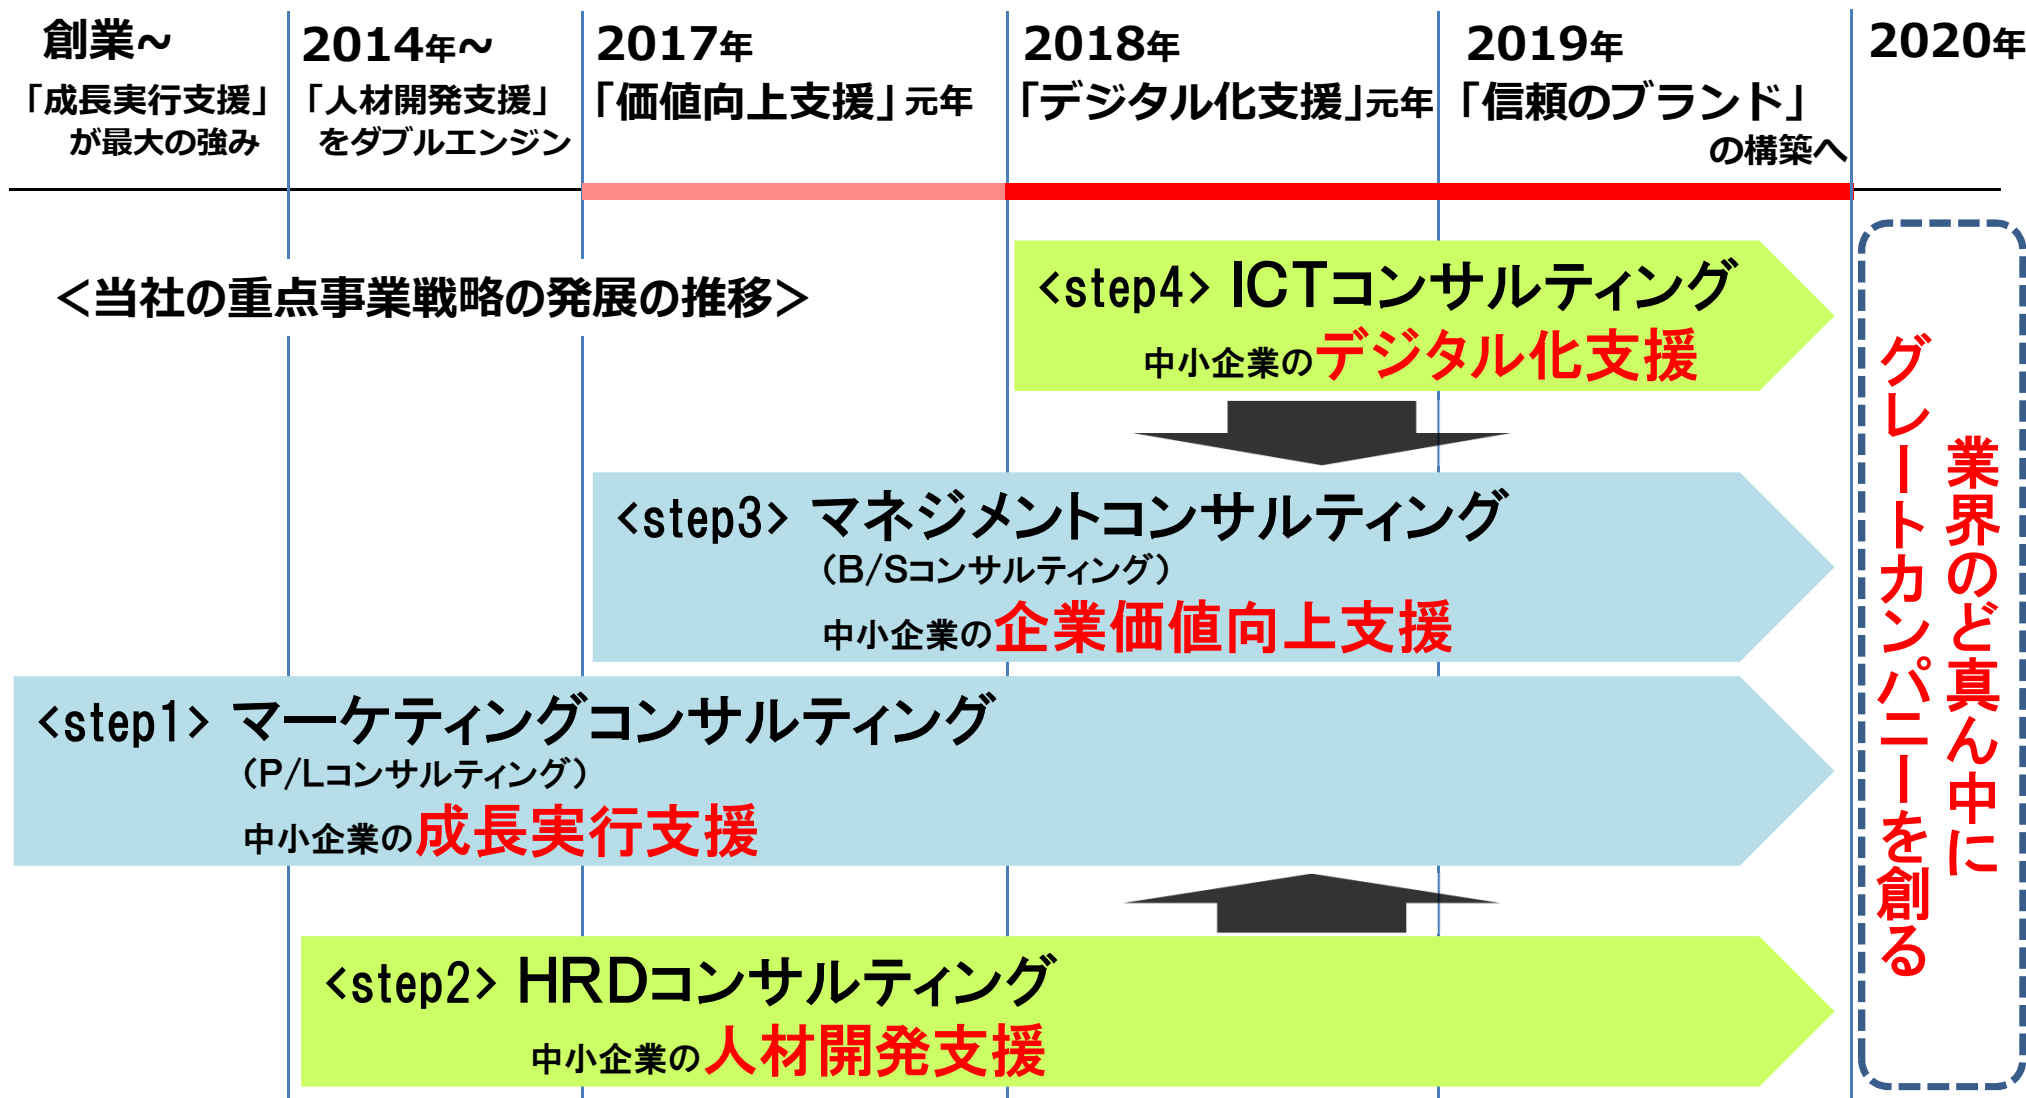 創業~
「成長実行支援」
が最大の強み
2014年~
「人材開発支援」
をダブルエンジン
2017年
「価値向上支援」元年
2018年
「デジタル化支援」元年
2019年
「信頼のブランド」
の構築へ
2020年
＜当社の重点事業戦略の発展の推移＞
<step4> ICTコンサルティング
中小企業のデジタル化支援
<step3> マネジメントコンサルティング
（B/Sコンサルティング）
中小企業の企業価値向上支援
<step1> マーケティングコンサルティング
（P/Lコンサルティング）
中小企業の成長実行支援
<step2> HRDコンサルティング
中小企業の人材開発支援
業界のど真ん中に
グレートカンパニーを創る